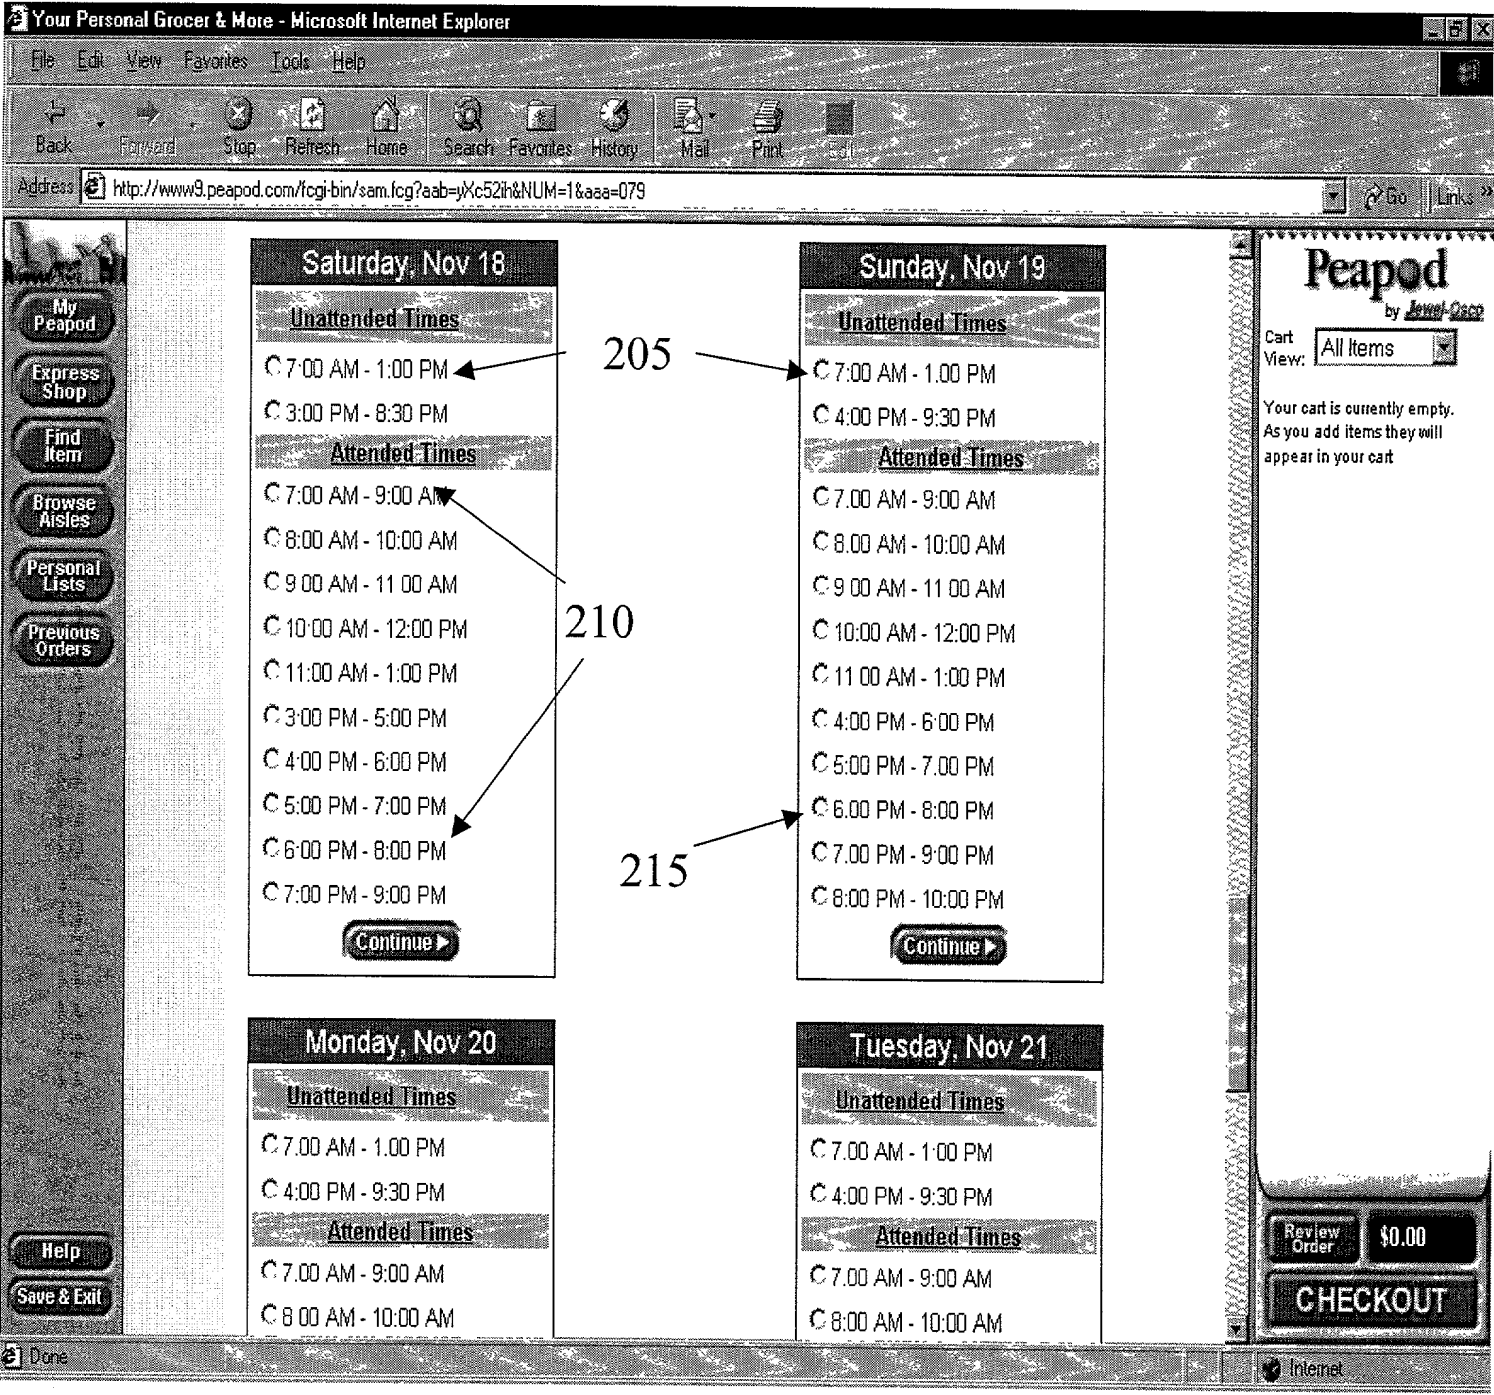 Your Personal Grocer & More - Microsoft Internet Explorer
File Edit View Favorites Tools Help
Back Forward Stop Refresh Home Search Favorites History Mail Print Edit
Address http://www9.peapod.com/fcgi-bin/sam.fcg?aab=yXc52ih&NUM=1&aaa=079 Go Links »
My
Peapod
Express
Shop
Find
Item
Browse
Aisles
Personal
Lists
Previous
Orders
Help
Save & Exit
Saturday, Nov 18
Unattended Times
7:00 AM - 1:00 PM
3:00 PM - 8:30 PM
Attended Times
7:00 AM - 9:00 AM
8:00 AM - 10:00 AM
9 00 AM - 11 00 AM
10:00 AM - 12:00 PM
11:00 AM - 1:00 PM
3:00 PM - 5:00 PM
4:00 PM - 6:00 PM
5:00 PM - 7:00 PM
6:00 PM - 8:00 PM
7:00 PM - 9:00 PM
Continue
205
210
215
Sunday, Nov 19
Unattended Times
7:00 AM - 1.00 PM
4:00 PM - 9:30 PM
Attended Times
7.00 AM - 9:00 AM
8.00 AM - 10:00 AM
9 00 AM - 11 00 AM
10:00 AM - 12:00 PM
11 00 AM - 1:00 PM
4:00 PM - 6:00 PM
5:00 PM - 7.00 PM
6.00 PM - 8:00 PM
7.00 PM - 9:00 PM
8:00 PM - 10:00 PM
Continue
Monday, Nov 20
Unattended Times
7.00 AM - 1.00 PM
4:00 PM - 9:30 PM
Attended Times
7.00 AM - 9:00 AM
8 00 AM - 10:00 AM
Tuesday, Nov 21
Unattended Times
7.00 AM - 1:00 PM
4:00 PM - 9:30 PM
Attended Times
7.00 AM - 9:00 AM
8:00 AM - 10:00 AM
Peapod
by Jewel-Osco
Cart
View: All Items
Your cart is currently empty.
As you add items they will
appear in your cart
Review
Order $0.00
CHECKOUT
Done Internet